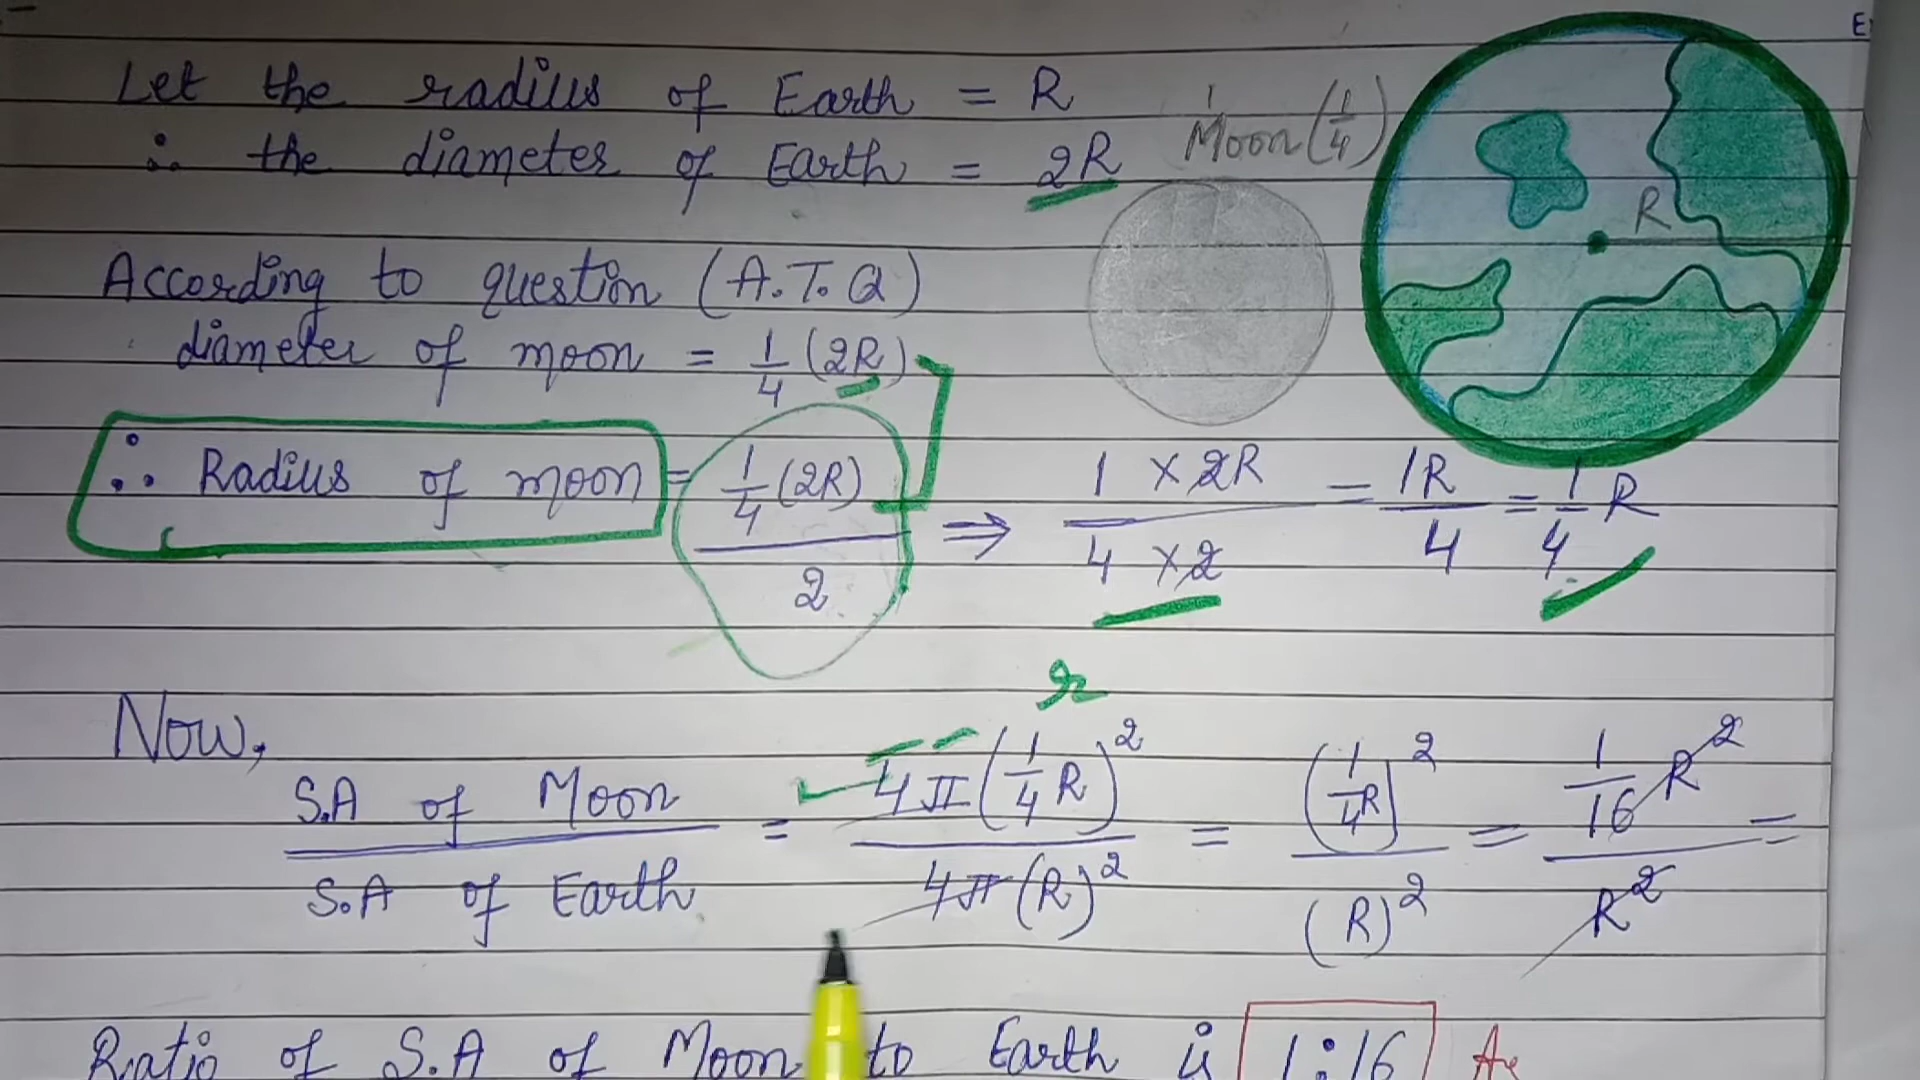 E
Let the radius of Earth = R
∴ the diameter of Earth = 2R
Moon (1/4)
R
According to question (A.T.Q)
diameter of moon = 1/4 (2R)
∴ Radius of moon = 1/4 (2R) / 2 ⇒ 1 × 2R / 4 × 2 = 1R / 4 = 1/4 R
r
Now,
S.A of Moon / S.A of Earth = 4π (1/4 R)² / 4π (R)² = (1/4 R)² / (R)² = 1/16 R² / R² =
Ratio of S.A of Moon to Earth is 1:16